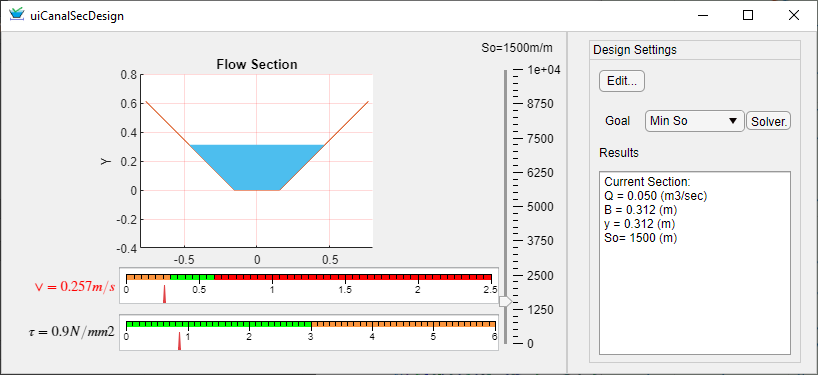 uiCanalSecDesign
So=1500m/m
Flow Section
Y
0.8
0.6
0.4
0.2
0
-0.2
-0.4
-0.5
0
0.5
1e+04
8750
7500
6250
5000
3750
2500
1250
0
v = 0.257m/s
0
0.5
1
1.5
2
2.5
τ = 0.9N/mm2
0
1
2
3
4
5
6
Design Settings
Edit...
Goal
Min So
Solver.
Results
Current Section:
Q = 0.050 (m3/sec)
B = 0.312 (m)
y = 0.312 (m)
So= 1500 (m)